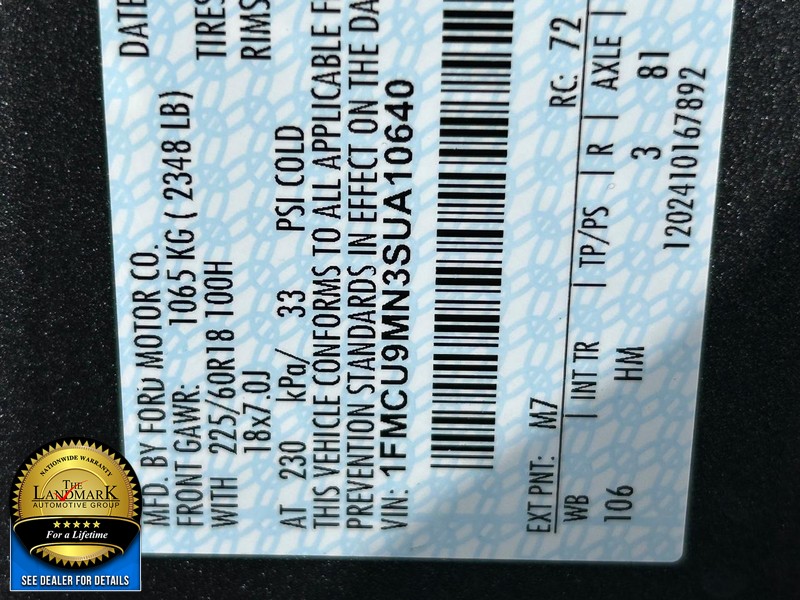 MFD. BY FORD MOTOR CO.
DATE
FRONT GAWR:
1065 KG ( 2348 LB)
WITH 225/60R18 100H
TIRES
18x7.0J
RIMS
AT 230 kPa/ 33 PSI COLD
THIS VEHICLE CONFORMS TO ALL APPLICABLE F
PREVENTION STANDARDS IN EFFECT ON THE DA
VIN: 1FMCU9MN3SUA10640
EXT PNT: M7 RC: 72
WB | INT TR | TP/PS | R | AXLE |
106 HM 3 81
1202410167892
NATIONWIDE WARRANTY
THE
LANDMARK
AUTOMOTIVE GROUP
For a Lifetime
SEE DEALER FOR DETAILS